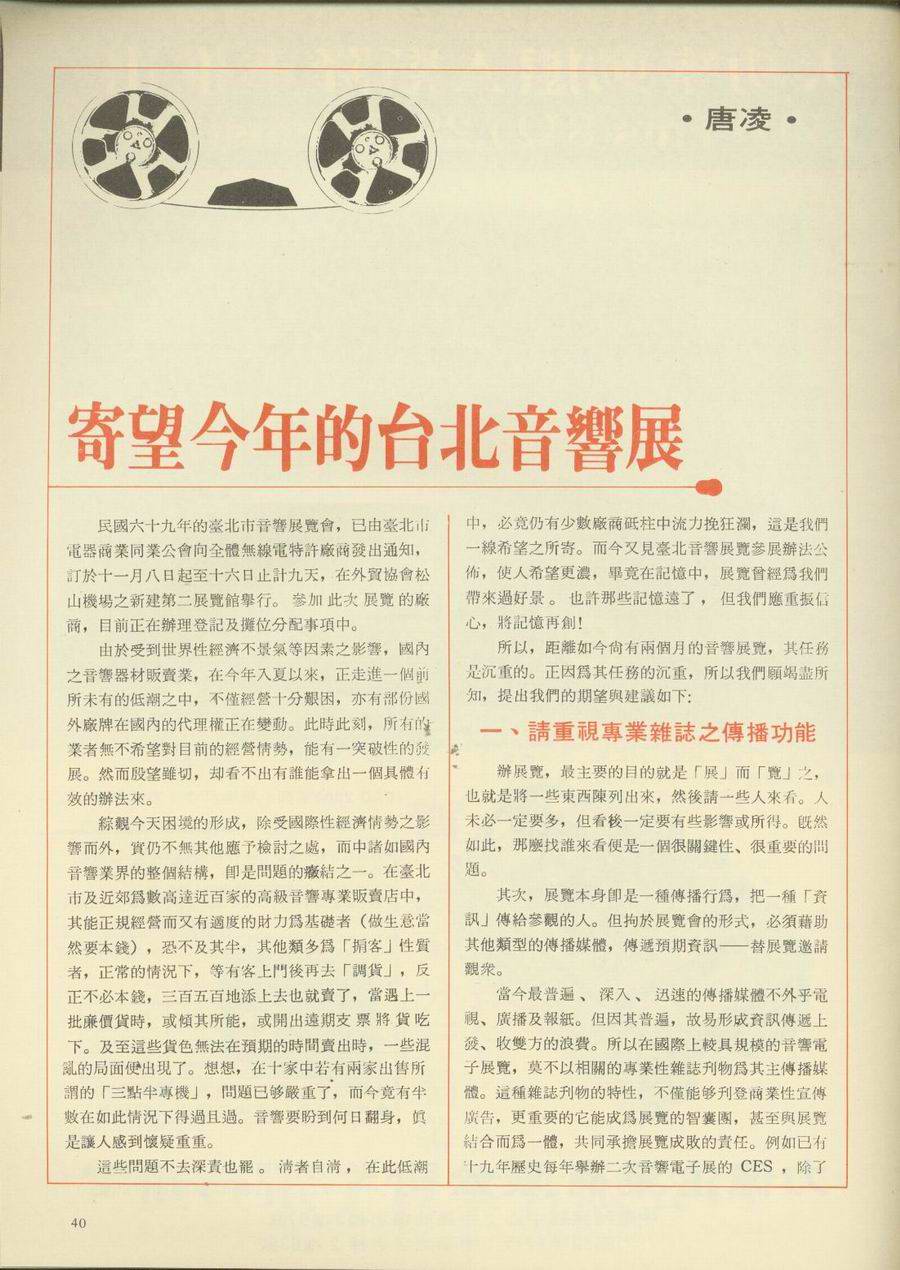 •唐凌•
寄望今年的台北音響展
民國六十九年的臺北市音響展覽會，已由臺北市
電器商業同業公會向全體無線電特許廠商發出通知，
訂於十一月八日起至十六日止計九天，在外貿協會松
山機場之新建第二展覽館舉行。參加此次展覽的廠
商，目前正在辦理登記及攤位分配事項中。
由於受到世界性經濟不景氣等因素之影響，國內
之音響器材販賣業，在今年入夏以來，正走進一個前
所未有的低潮之中，不僅經營十分艱困，亦有部份國
外廠牌在國內的代理權正在變動。此時此刻，所有的
業者無不希望對目前的經營情勢，能有一突破性的發
展。然而殷望雖切，却看不出有誰能拿出一個具體有
效的辦法來。
綜觀今天困境的形成，除受國際性經濟情勢之影
響而外，實仍不無其他應予檢討之處，而中諸如國內
音響業界的整個結構，卽是問題的癥結之一。在臺北
市及近郊爲數高達近百家的高級音響專業販賣店中，
其能正規經營而又有適度的財力爲基礎者（做生意當
然要本錢），恐不及其半，其他類多爲「掮客」性質
者，正常的情況下，等有客上門後再去「調貨」，反
正不必本錢，三百五百地添上去也就賣了，當遇上一
批廉價貨時，或傾其所能，或開出遠期支票將貨吃
下。及至這些貨色無法在預期的時間賣出時，一些混
亂的局面便出現了。想想，在十家中若有兩家出售所
謂的「三點半專機」，問題已够嚴重了，而今竟有半
數在如此情況下得過且過。音響要盼到何日翻身，眞
是讓人感到懷疑重重。
這些問題不去深責也罷。淸者自淸，在此低潮
中，必竟仍有少數廠商砥柱中流力挽狂瀾，這是我們
一線希望之所寄。而今又見臺北音響展覽參展辦法公
佈，使人希望更濃，畢竟在記憶中，展覽曾經爲我們
帶來過好景。也許那些記憶遠了，但我們應重振信
心，將記憶再創！
所以，距離如今尙有兩個月的音響展覽，其任務
是沉重的。正因爲其任務的沉重，所以我們願竭盡所
知，提出我們的期望與建議如下:
一、請重視專業雜誌之傳播功能
辦展覽，最主要的目的就是「展」而「覽」之，
也就是將一些東西陳列出來，然後請一些人來看。人
未必一定要多，但看後一定要有些影響或所得。旣然
如此，那麼找誰來看便是一個很關鍵性、很重要的問
題。
其次，展覽本身卽是一種傳播行爲，把一種「資
訊」傳給參觀的人。但拘於展覽會的形式，必須藉助
其他類型的傳播媒體，傳遞預期資訊——替展覽邀請
觀衆。
當今最普遍、深入、迅速的傳播媒體不外乎電
視、廣播及報紙。但因其普遍，故易形成資訊傳遞上
發、收雙方的浪費。所以在國際上較具規模的音響電
子展覽，莫不以相關的專業性雜誌刊物爲其主傳播媒
體。這種雜誌刊物的特性，不僅能够刊登商業性宣傳
廣告，更重要的它能成爲展覽的智囊團，甚至與展覽
結合而爲一體，共同承擔展覽成敗的責任。例如已有
十九年歷史每年舉辦二次音響電子展的 CES ，除了
40